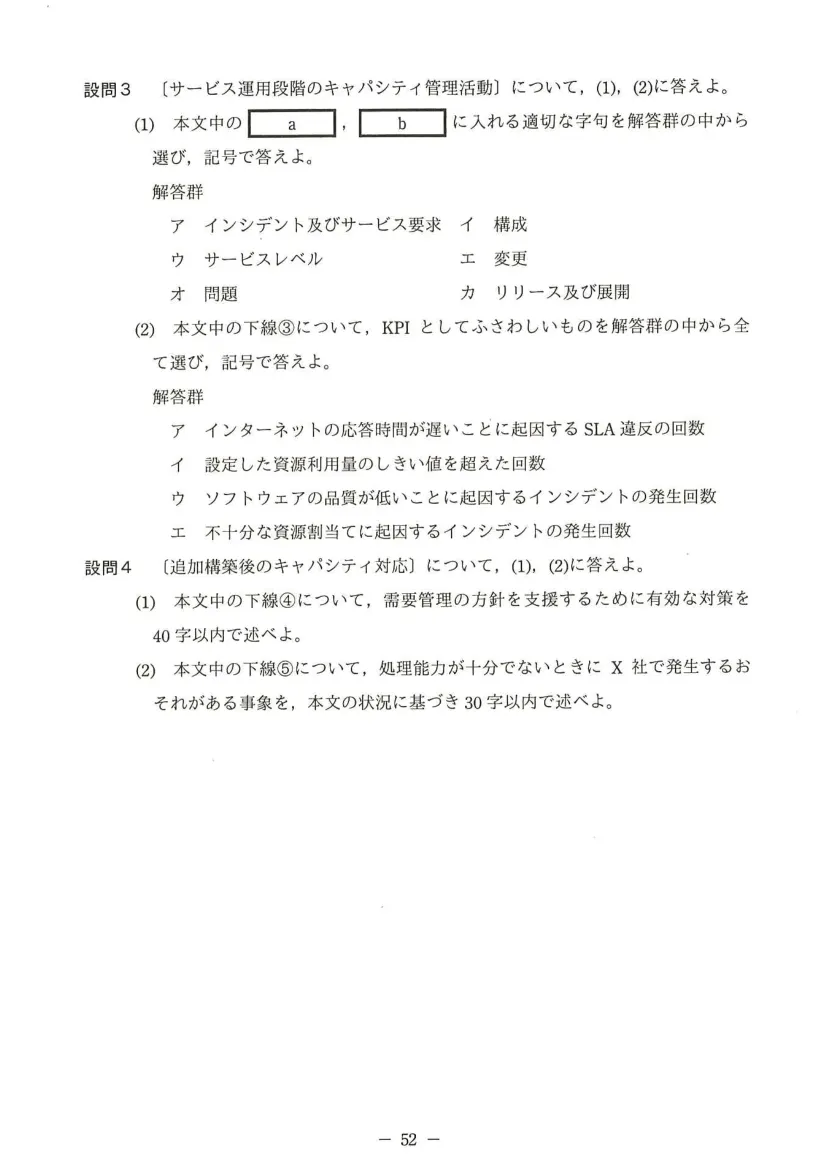 設問3 〔サービス運用段階のキャパシティ管理活動〕について，(1)，(2)に答えよ。
(1) 本文中の a ， b に入れる適切な字句を解答群の中から
選び，記号で答えよ。
解答群
ア インシデント及びサービス要求 イ 構成
ウ サービスレベル エ 変更
オ 問題 カ リリース及び展開
(2) 本文中の下線③について，KPI としてふさわしいものを解答群の中から全
て選び，記号で答えよ。
解答群
ア インターネットの応答時間が遅いことに起因する SLA 違反の回数
イ 設定した資源利用量のしきい値を超えた回数
ウ ソフトウェアの品質が低いことに起因するインシデントの発生回数
エ 不十分な資源割当てに起因するインシデントの発生回数
設問4 〔追加構築後のキャパシティ対応〕について，(1)，(2)に答えよ。
(1) 本文中の下線④について，需要管理の方針を支援するために有効な対策を
40 字以内で述べよ。
(2) 本文中の下線⑤について，処理能力が十分でないときに X 社で発生するお
それがある事象を，本文の状況に基づき 30 字以内で述べよ。
－ 52 －